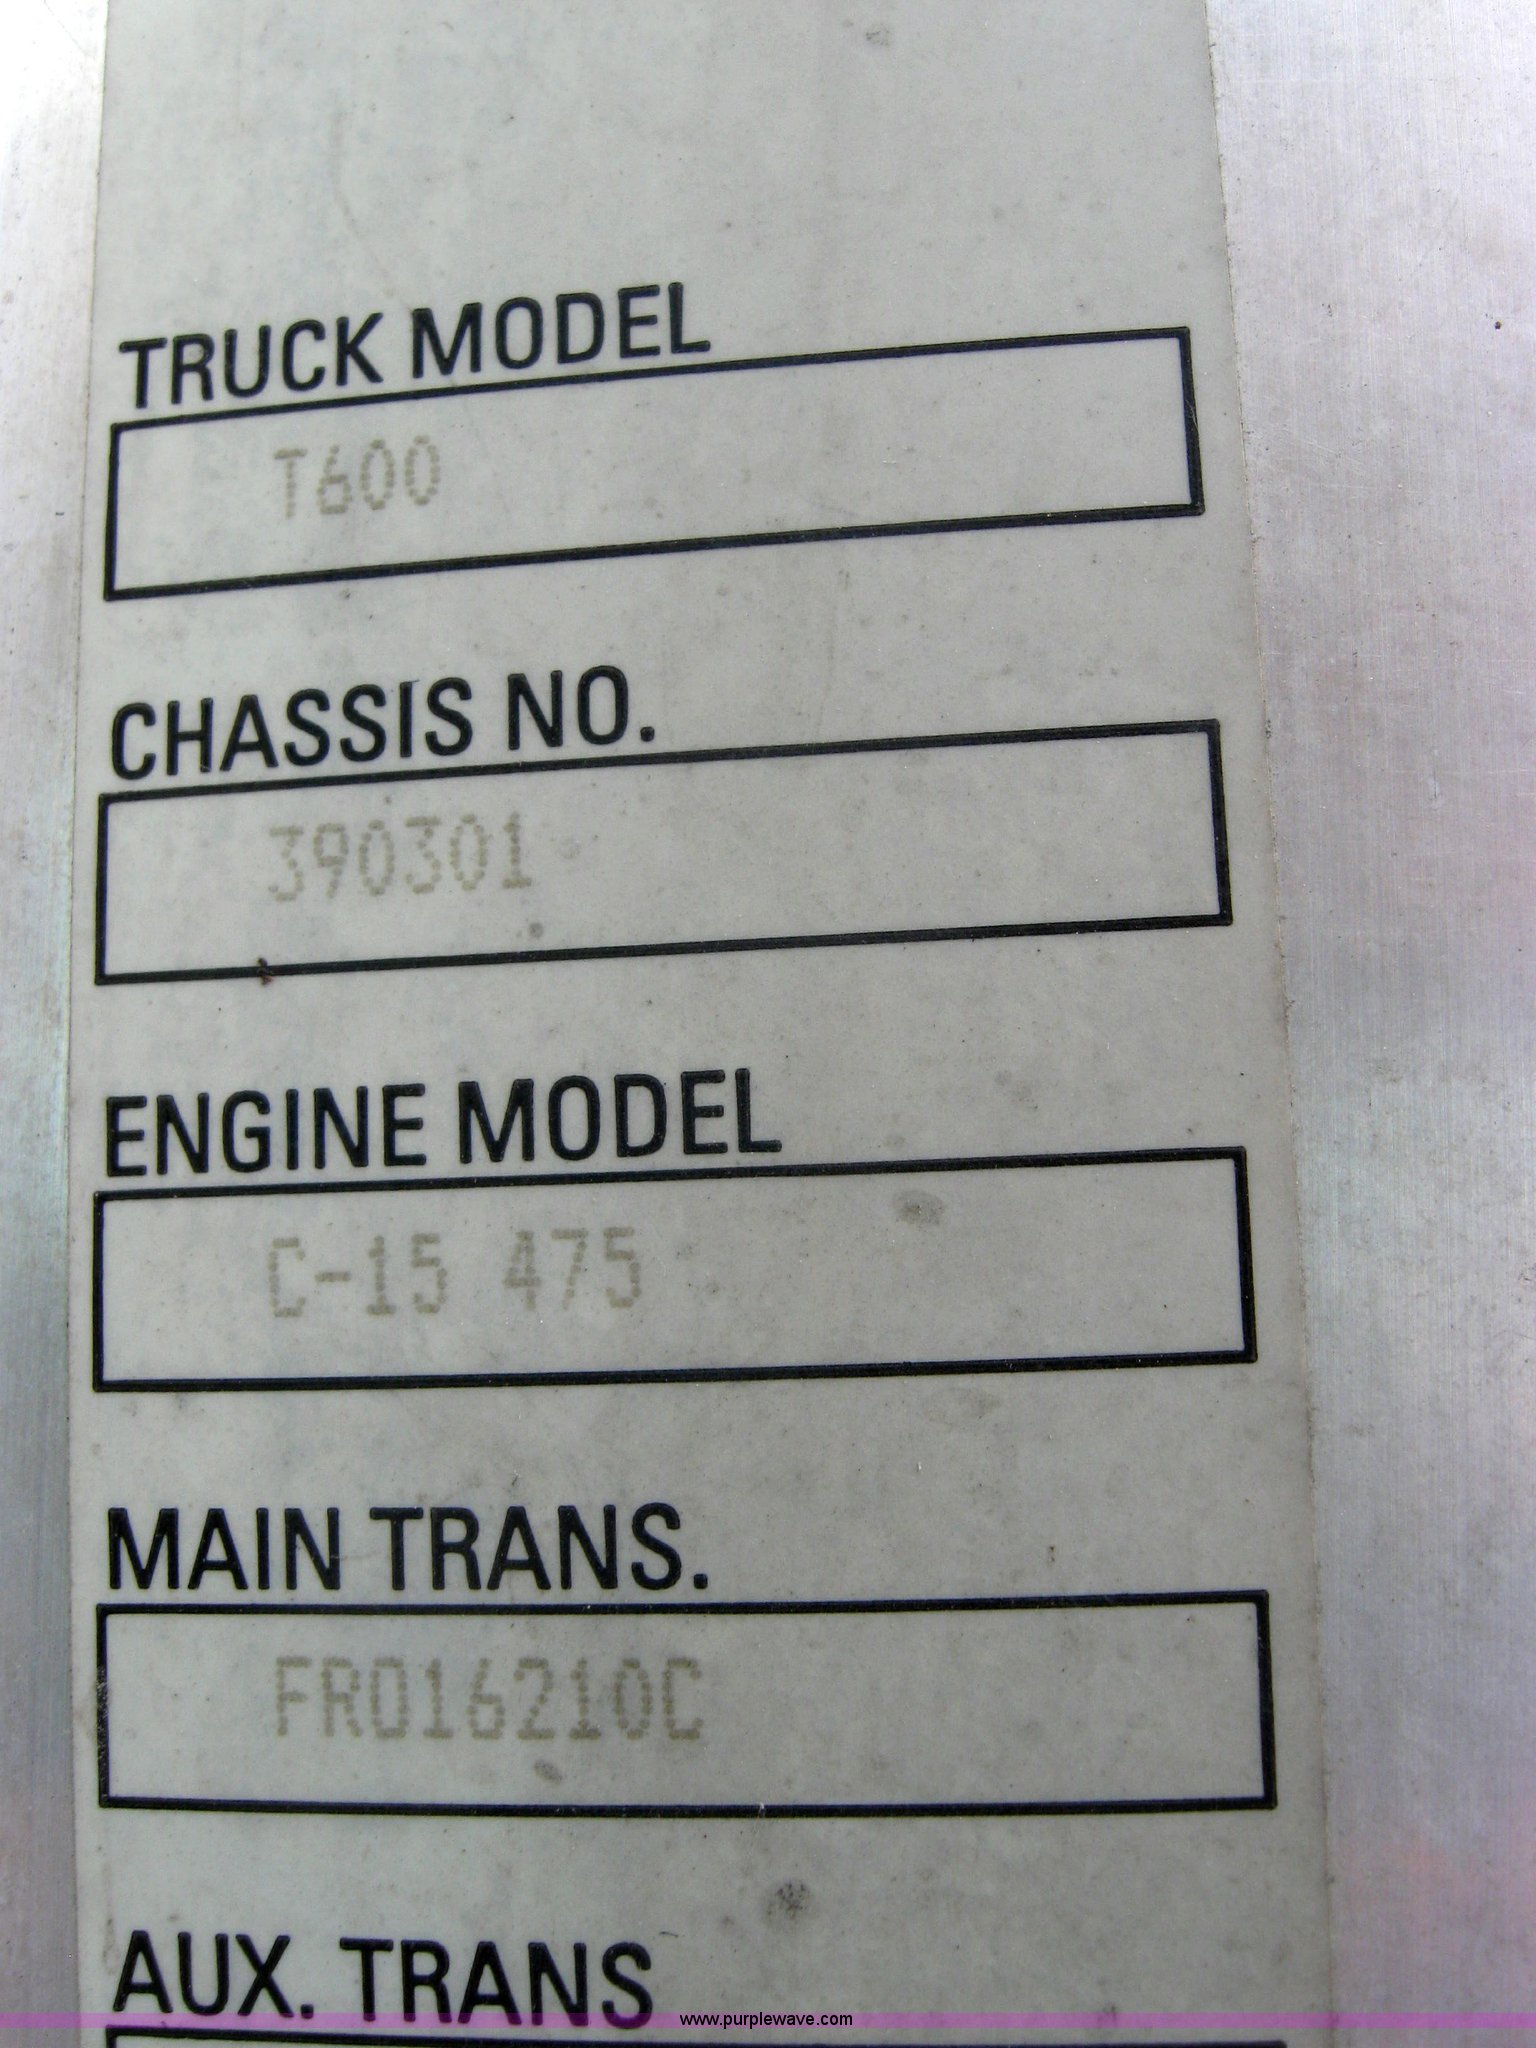 TRUCK MODEL
T600
CHASSIS NO.
390301
ENGINE MODEL
C-15 475
MAIN TRANS.
FRO16210C
AUX. TRANS
www.purplewave.com